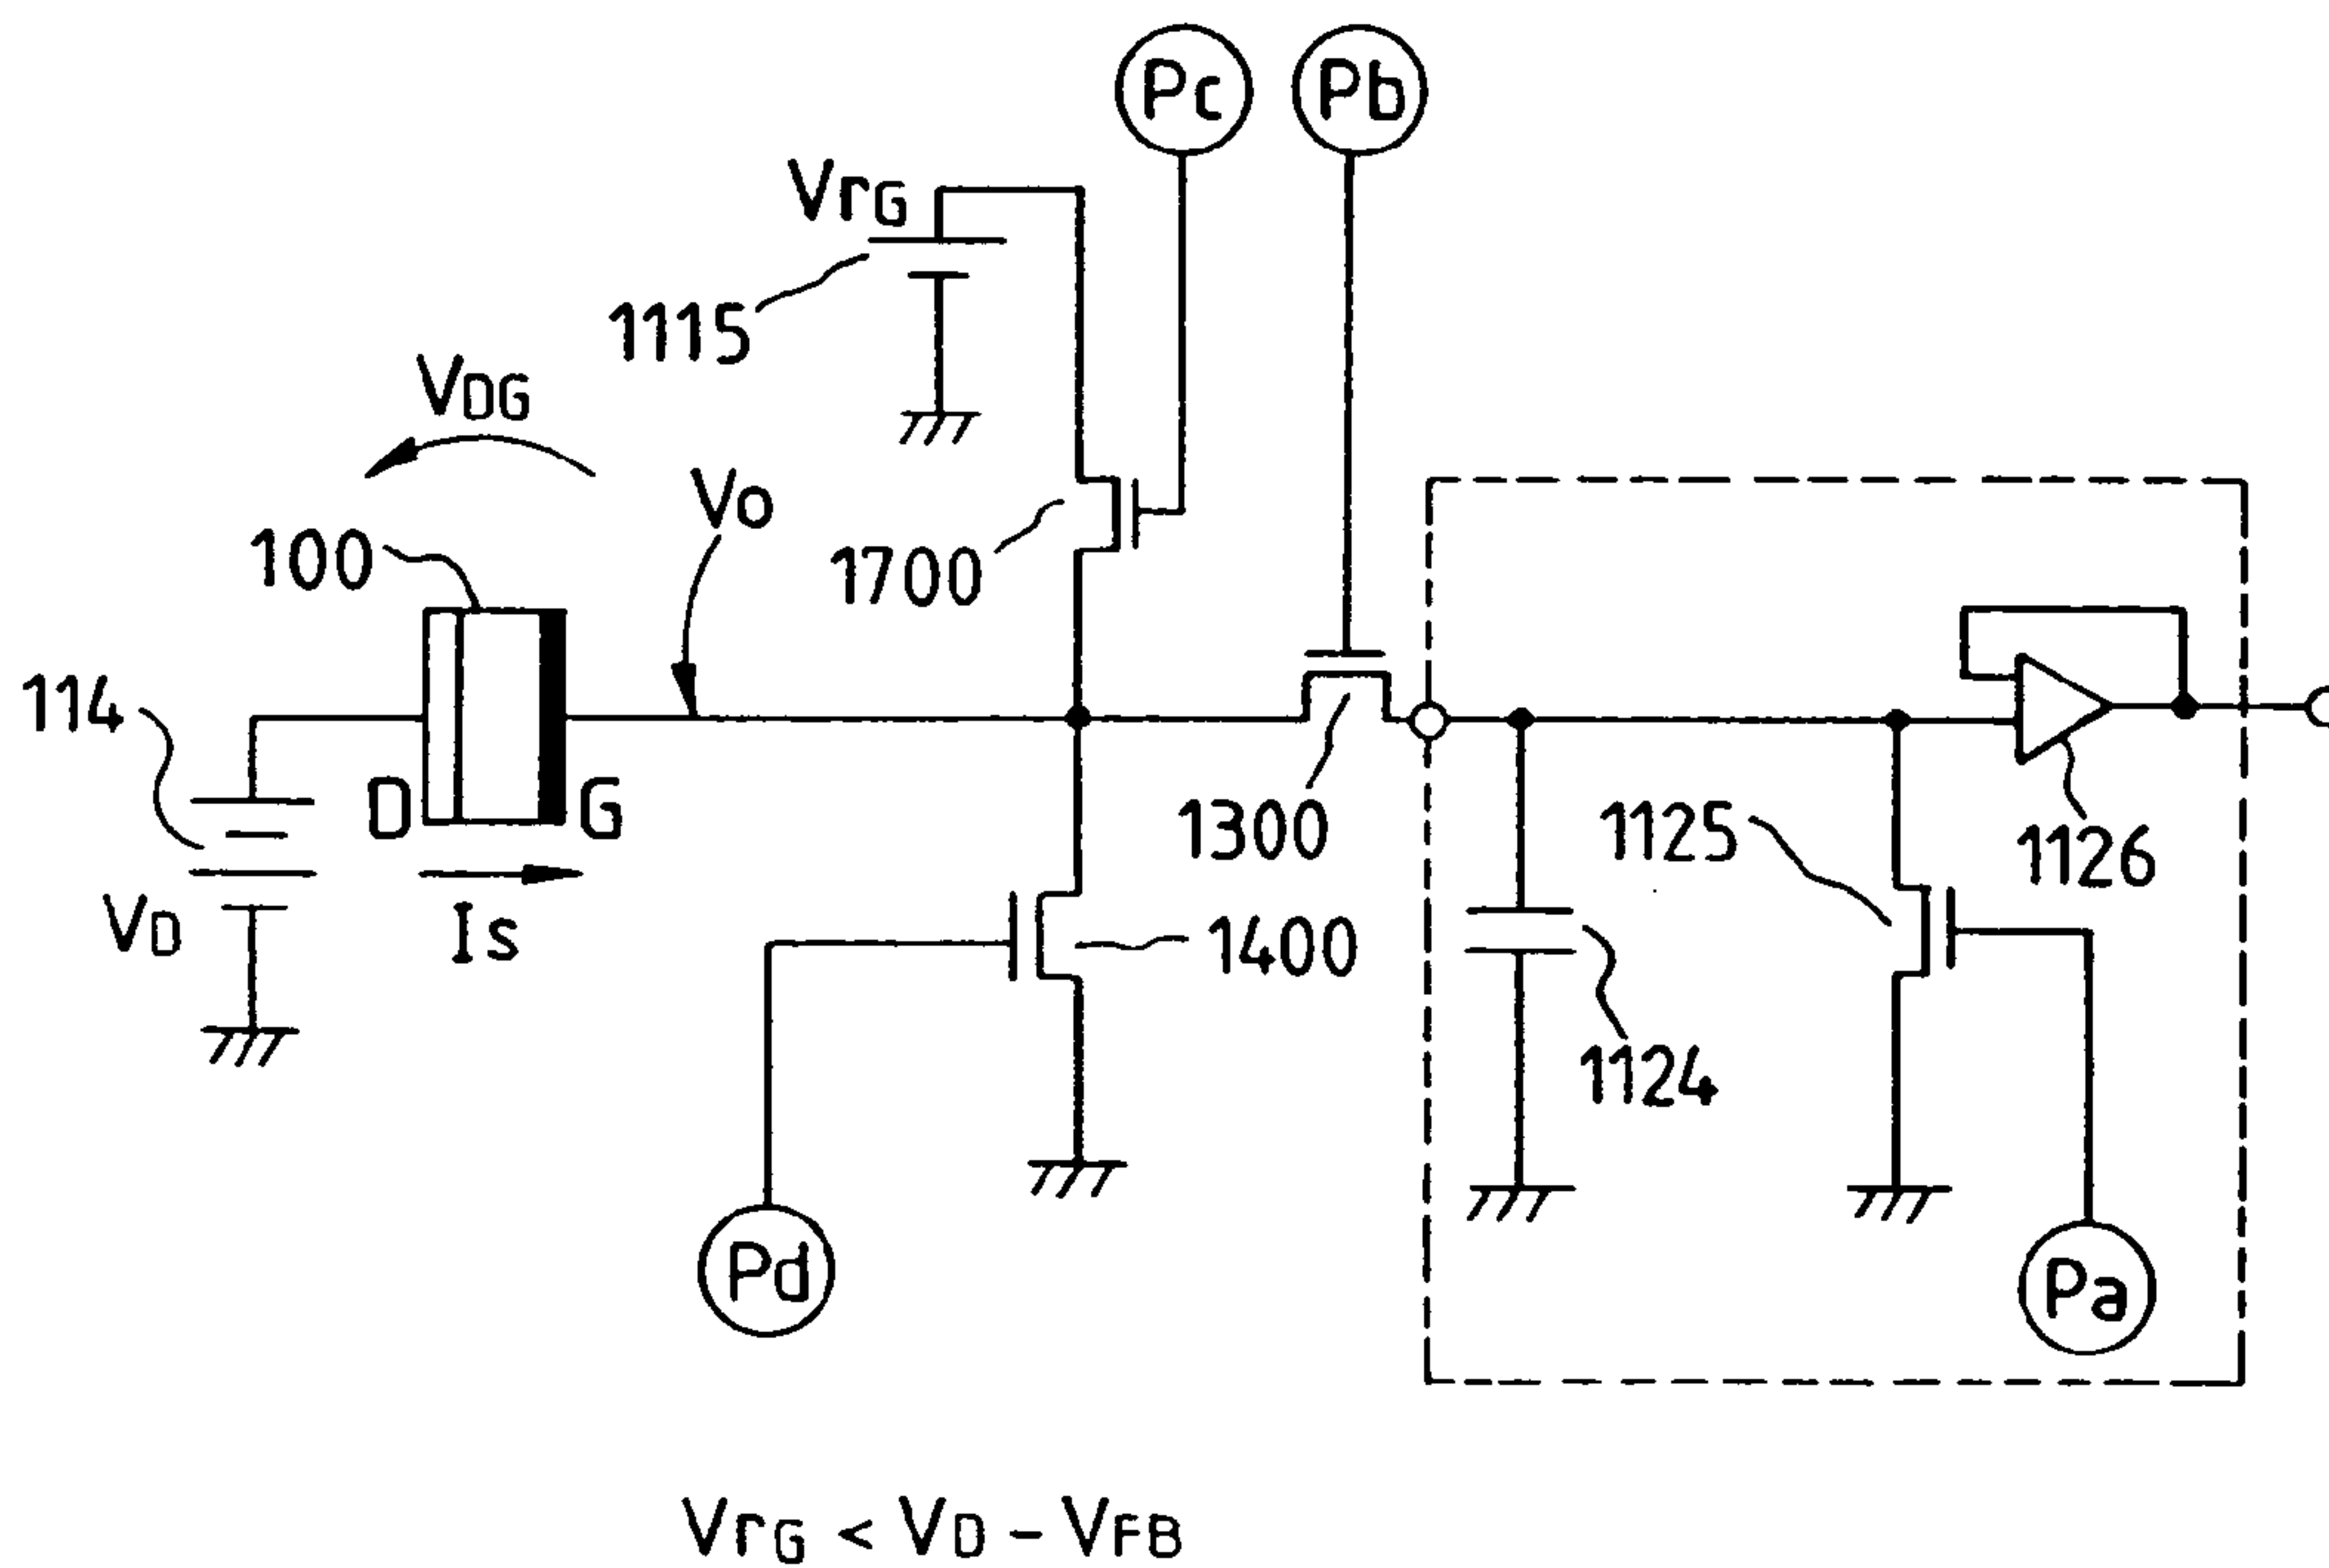 Pc
Pb
VrG
1115
VDG
Vo
100
1700
114
D
G
1300
1125
1126
VD
Is
1400
1124
Pd
Pa
VrG < VD - VFB